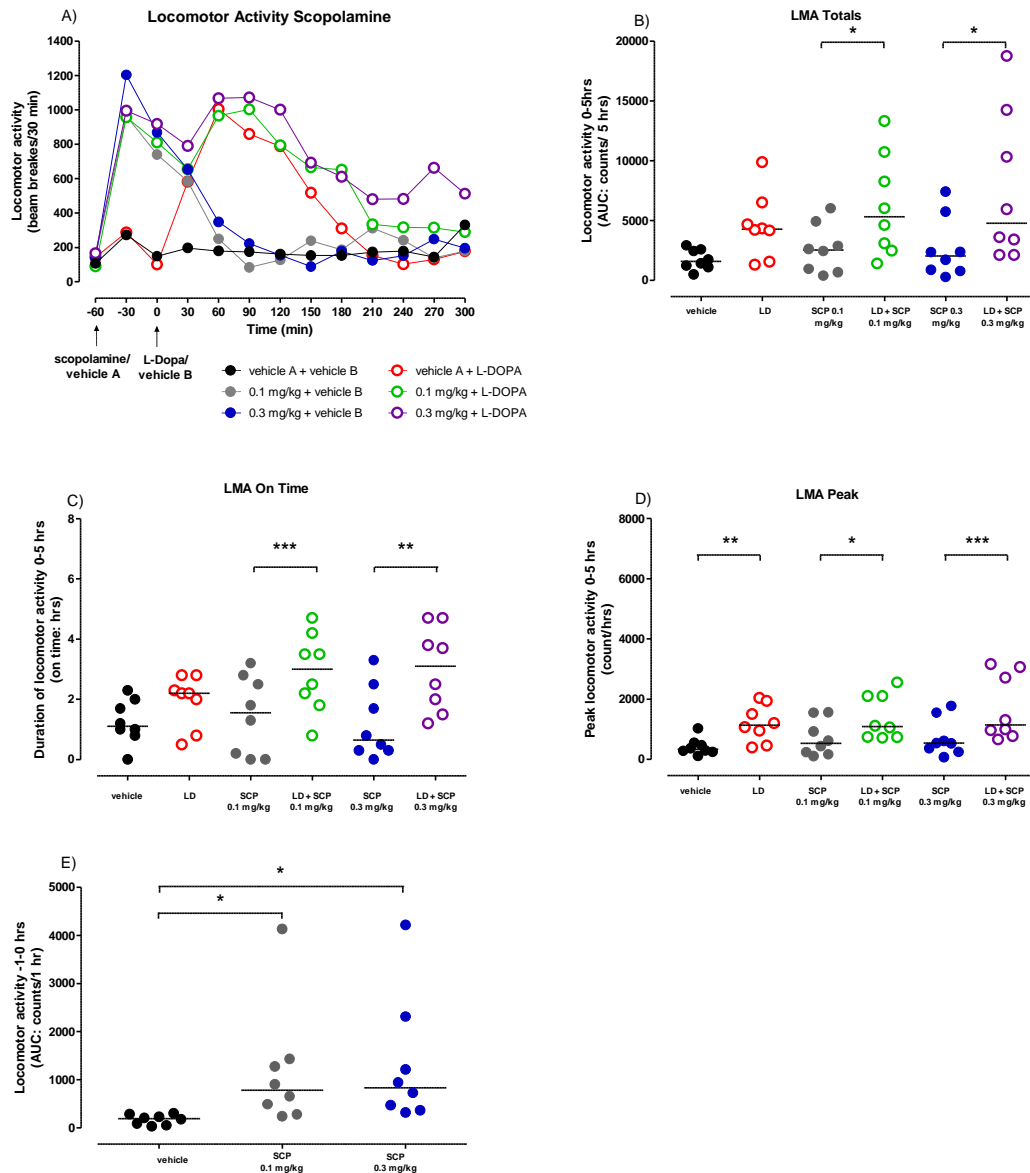 A)
Locomotor Activity Scopolamine
Locomotor activity
(beam breakes/30 min)
1400
1200
1000
800
600
400
200
0
-60 -30 0 30 60 90 120 150 180 210 240 270 300
Time (min)
scopolamine/
vehicle A
L-Dopa/
vehicle B
vehicle A + vehicle B
vehicle A + L-DOPA
0.1 mg/kg + vehicle B
0.1 mg/kg + L-DOPA
0.3 mg/kg + vehicle B
0.3 mg/kg + L-DOPA
B)
LMA Totals
Locomotor activity 0-5hrs
(AUC: counts/ 5 hrs)
20000
15000
10000
5000
0
* *
vehicle LD SCP 0.1 LD + SCP SCP 0.3 LD + SCP
mg/kg 0.1 mg/kg mg/kg 0.3 mg/kg
C)
LMA On Time
Duration of locomotor activity 0-5 hrs
(on time: hrs)
8
6
4
2
0
*** **
vehicle LD SCP LD + SCP SCP LD + SCP
0.1 mg/kg 0.1 mg/kg 0.3 mg/kg 0.3 mg/kg
D)
LMA Peak
Peak locomotor activity 0-5 hrs
(count/hrs)
8000
6000
4000
2000
0
** * ***
vehicle LD SCP LD + SCP SCP LD + SCP
0.1 mg/kg 0.1 mg/kg 0.3 mg/kg 0.3 mg/kg
E)
Locomotor activity -1-0 hrs
(AUC: counts/1 hr)
5000
4000
3000
2000
1000
0
*
*
vehicle SCP SCP
0.1 mg/kg 0.3 mg/kg